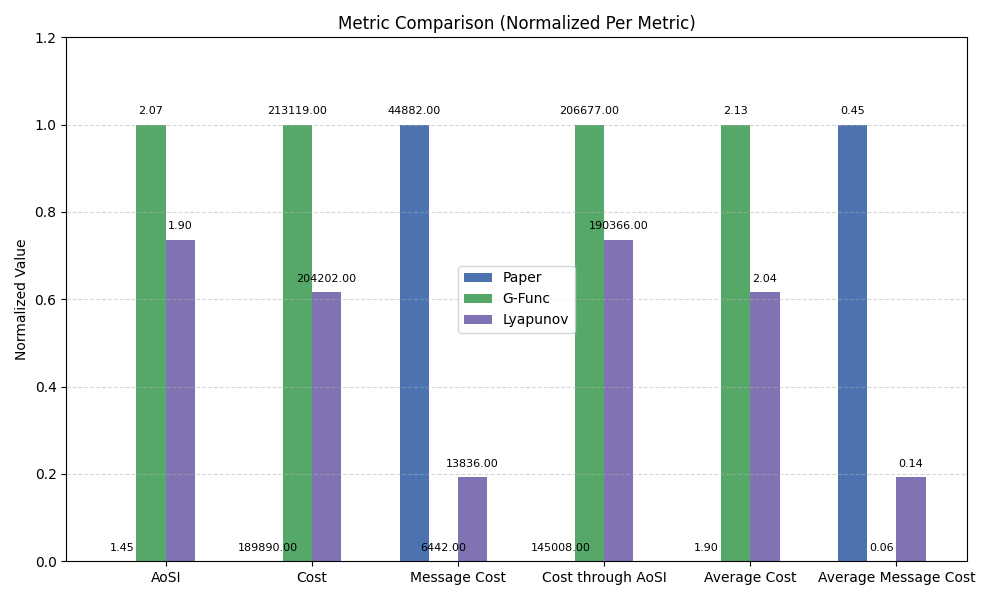 Metric Comparison (Normalized Per Metric)
1.2
1.0
0.8
0.6
0.4
0.2
0.0
Normalized Value
2.07
213119.00
44882.00
206677.00
2.13
0.45
1.90
190366.00
204202.00
2.04
13836.00
0.14
1.45
189890.00
6442.00
145008.00
1.90
0.06
Paper
G-Func
Lyapunov
AoSI
Cost
Message Cost
Cost through AoSI
Average Cost
Average Message Cost